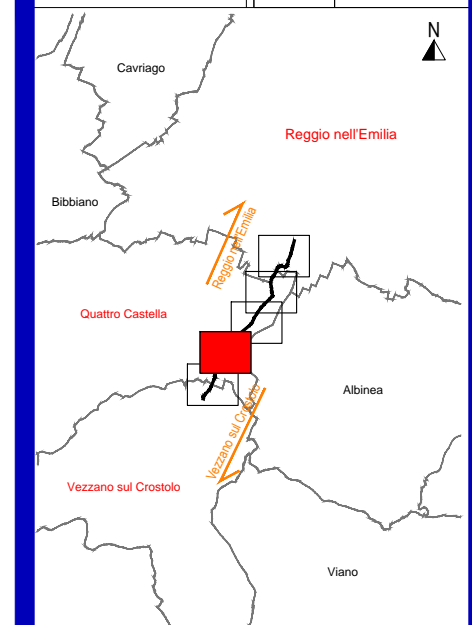 N
Cavriago
Reggio nell'Emilia
Bibbiano
Reggio nell'Emilia
Quattro Castella
Albinea
Vezzano sul Crostolo
Vezzano sul Crostolo
Viano